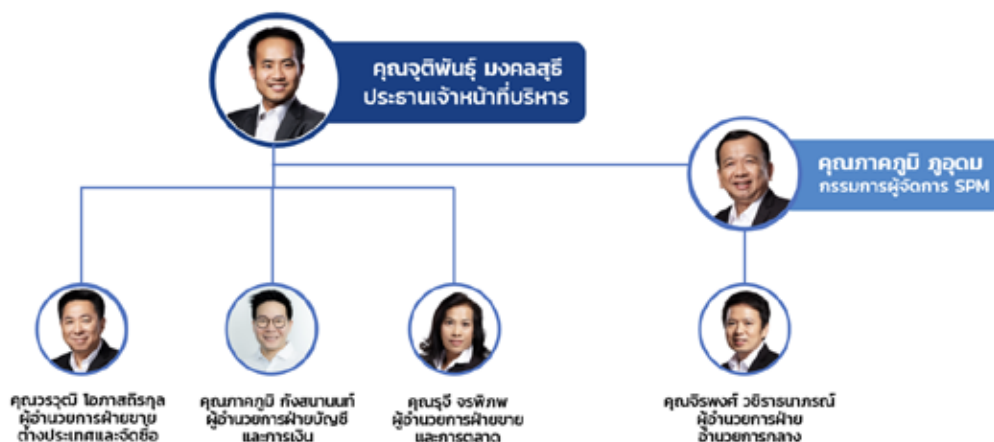 คุณจุติพันธุ์ มงคลสุธี
ประธานเจ้าหน้าที่บริหาร
คุณภาคภูมิ ภูอุดม
กรรมการผู้จัดการ SPM
คุณวรวุฒิ โอภาสถิรกุล
ผู้อำนวยการฝ่ายขาย
ต่างประเทศและจัดซื้อ
คุณภาคภูมิ กังสนานนท์
ผู้อำนวยการฝ่ายบัญชี
และการเงิน
คุณรุจี จรพิภพ
ผู้อำนวยการฝ่ายขาย
และการตลาด
คุณจิรพงศ์ วชิราธนาภรณ์
ผู้อำนวยการฝ่าย
อำนวยการกลาง